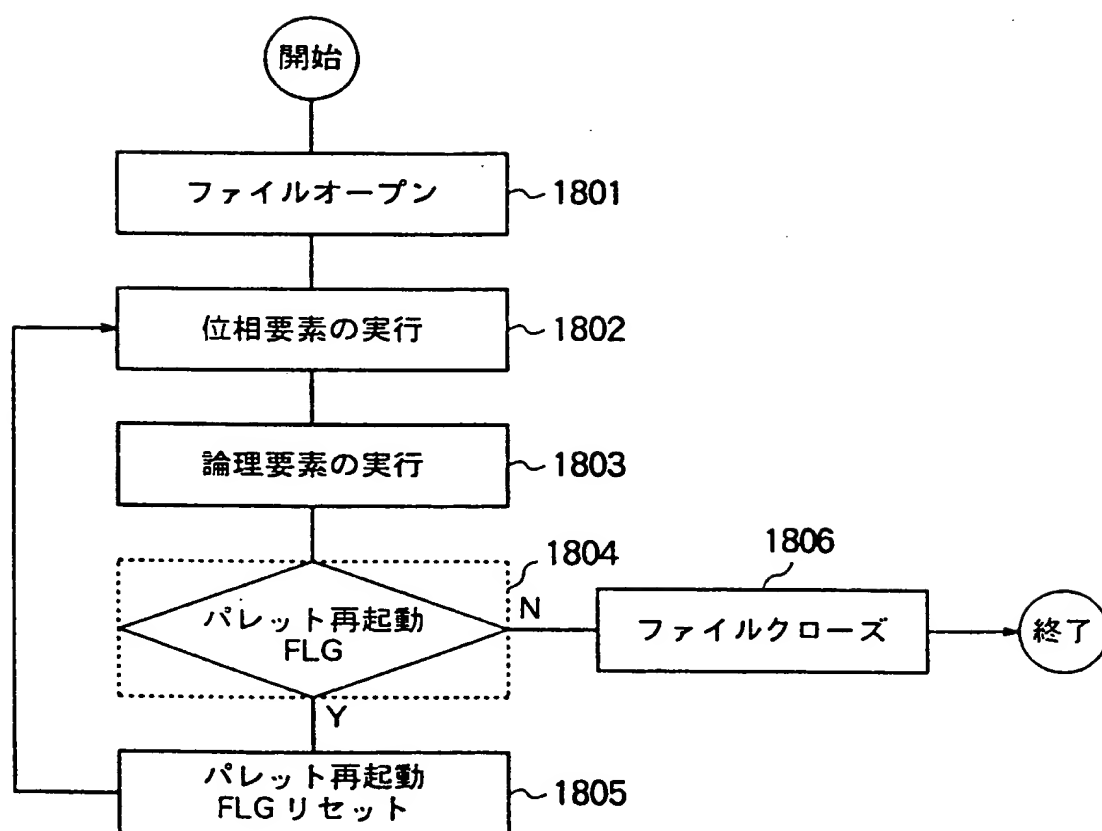 開始
ファイルオープン
1801
位相要素の実行
1802
論理要素の実行
1803
1804
パレット再起動
FLG
N
Y
1806
ファイルクローズ
終了
パレット再起動
FLGリセット
1805